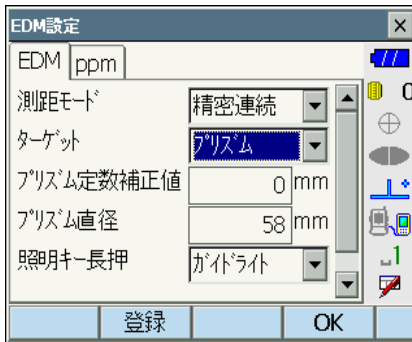 EDM設定
EDM ppm
測距ﾓｰﾄﾞ 精密連続
ﾀｰｹﾞｯﾄ ﾌﾟﾘｽﾞﾑ
ﾌﾟﾘｽﾞﾑ定数補正値 0 mm
ﾌﾟﾘｽﾞﾑ直径 58 mm
照明ｷｰ長押 ｶﾞｲﾄﾞﾗｲﾄ
登録 OK
0
1